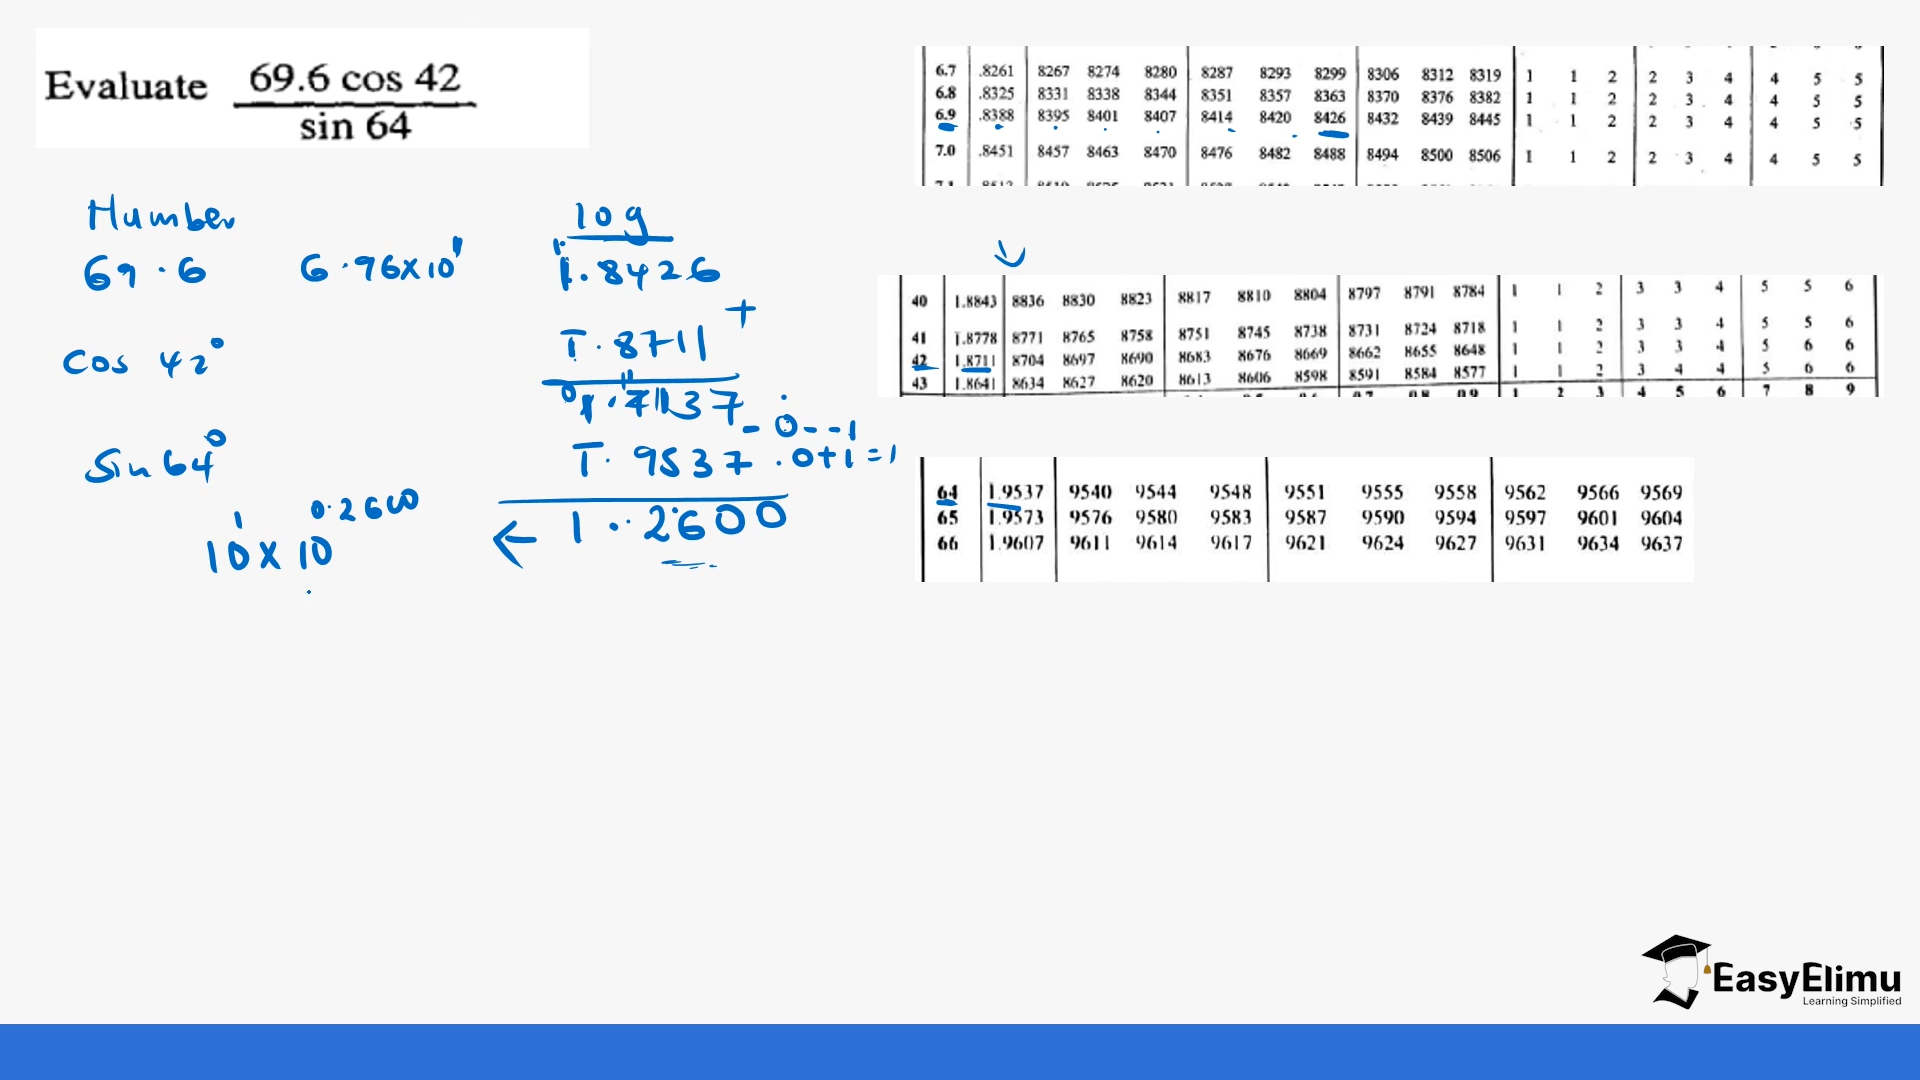 Evaluate 69.6 cos 42
sin 64
Number log
69.6 6.96x10¹ 1.8426
+
cos 42° T.8711
1.7137
- 0--1
sin 64° T.9537 .0+1=1
10¹ x 10^0.2600 ← 1.2600
6.7 .8261 8267 8274 8280 8287 8293 8299 8306 8312 8319 1 1 2 2 3 4 4 5 5
6.8 .8325 8331 8338 8344 8351 8357 8363 8370 8376 8382 1 1 2 2 3 4 4 5 5
6.9 .8388 8395 8401 8407 8414 8420 8426 8432 8439 8445 1 1 2 2 3 4 4 5 5
7.0 .8451 8457 8463 8470 8476 8482 8488 8494 8500 8506 1 1 2 2 3 4 4 5 5
40 1.8843 8836 8830 8823 8817 8810 8804 8797 8791 8784 1 1 2 3 3 4 5 5 6
41 1.8778 8771 8765 8758 8751 8745 8738 8731 8724 8718 1 1 2 3 3 4 5 5 6
42 1.8711 8704 8697 8690 8683 8676 8669 8662 8655 8648 1 1 2 3 3 4 5 6 6
43 1.8641 8634 8627 8620 8613 8606 8598 8591 8584 8577 1 1 2 3 4 4 5 6 6
1 2 3 4 5 6 7 8 9
64 1.9537 9540 9544 9548 9551 9555 9558 9562 9566 9569
65 1.9573 9576 9580 9583 9587 9590 9594 9597 9601 9604
66 1.9607 9611 9614 9617 9621 9624 9627 9631 9634 9637
EasyElimu
Learning Simplified